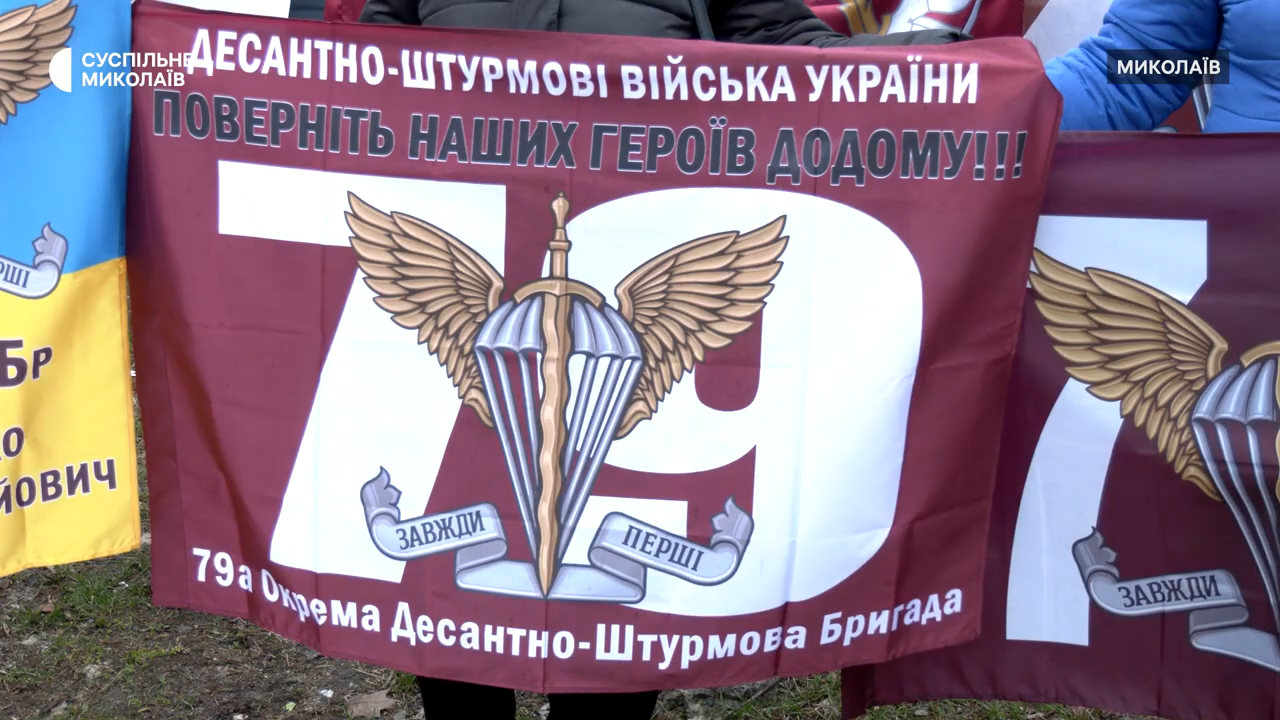 СУСПІЛЬНЕ
МИКОЛАЇВ
МИКОЛАЇВ
ДЕСАНТНО-ШТУРМОВІ ВІЙСЬКА УКРАЇНИ
ПОВЕРНІТЬ НАШИХ ГЕРОЇВ ДОДОМУ!!!
79
ЗАВЖДИ
ПЕРШІ
79а Окрема Десантно-Штурмова Бригада
7
ЗАВЖДИ